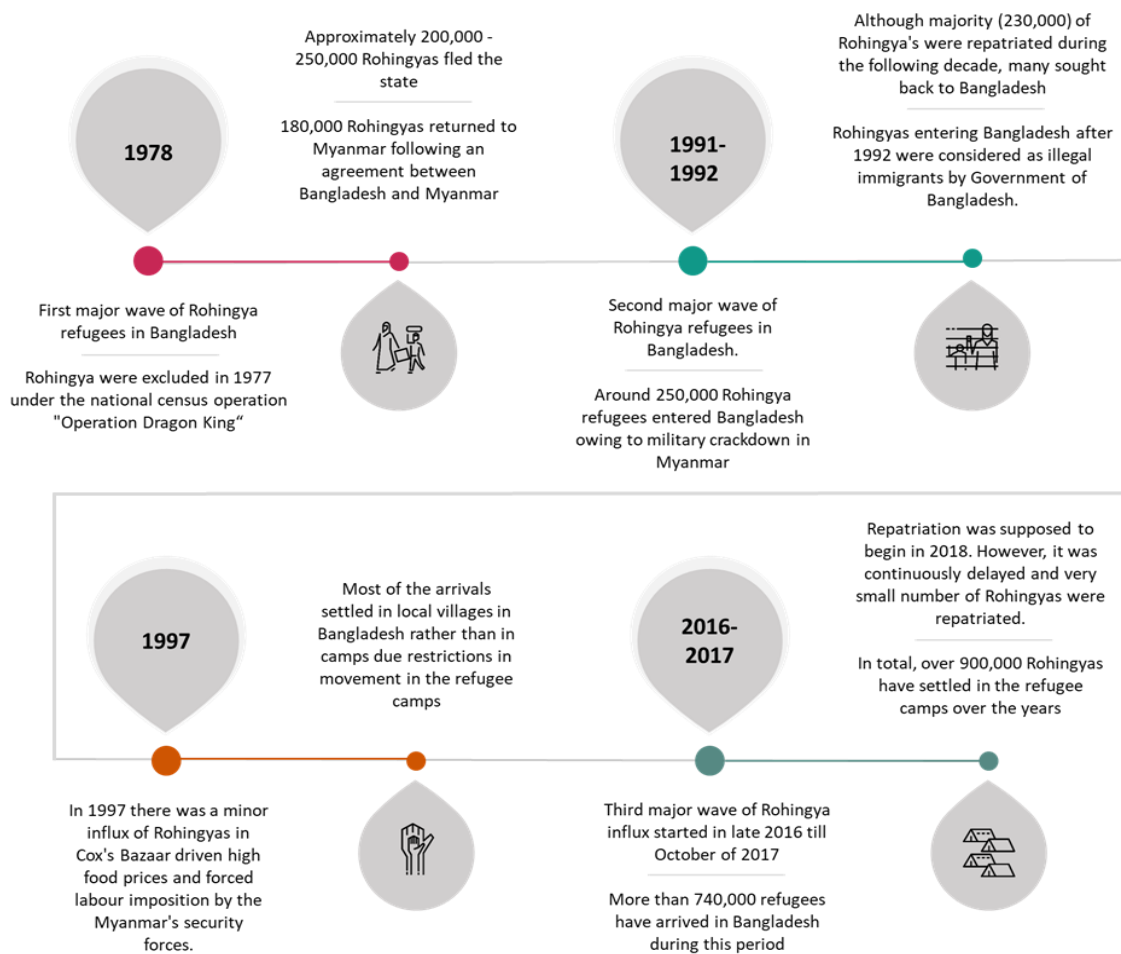 1978
Approximately 200,000 -
250,000 Rohingyas fled the
state
180,000 Rohingyas returned to
Myanmar following an
agreement between
Bangladesh and Myanmar
First major wave of Rohingya
refugees in Bangladesh
Rohingya were excluded in 1977
under the national census operation
"Operation Dragon King“
1991-
1992
Although majority (230,000) of
Rohingya's were repatriated during
the following decade, many sought
back to Bangladesh
Rohingyas entering Bangladesh after
1992 were considered as illegal
immigrants by Government of
Bangladesh.
Second major wave of
Rohingya refugees in
Bangladesh.
Around 250,000 Rohingya
refugees entered Bangladesh
owing to military crackdown in
Myanmar
1997
Most of the arrivals
settled in local villages in
Bangladesh rather than in
camps due restrictions in
movement in the refugee
camps
In 1997 there was a minor
influx of Rohingyas in
Cox's Bazaar driven high
food prices and forced
labour imposition by the
Myanmar's security
forces.
2016-
2017
Repatriation was supposed to
begin in 2018. However, it was
continuously delayed and very
small number of Rohingyas were
repatriated.
In total, over 900,000 Rohingyas
have settled in the refugee
camps over the years
Third major wave of Rohingya
influx started in late 2016 till
October of 2017
More than 740,000 refugees
have arrived in Bangladesh
during this period